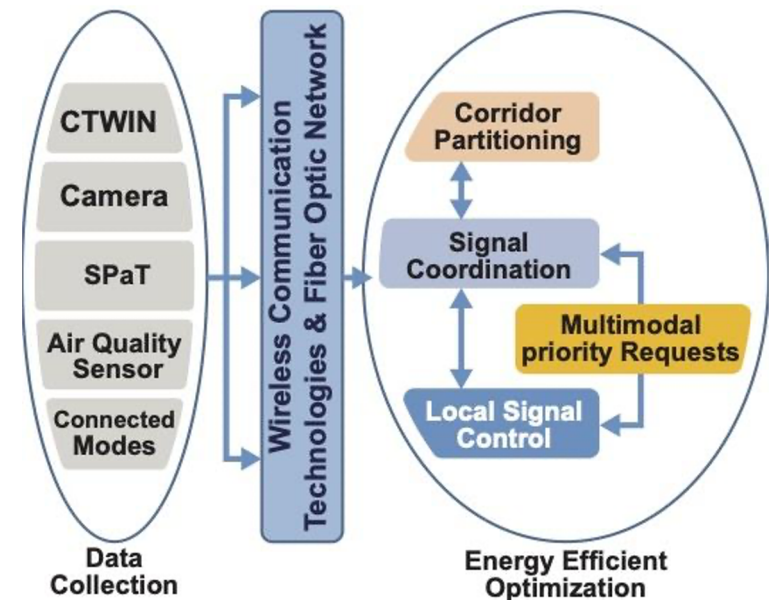 CTWIN
Camera
SPaT
Air Quality
Sensor
Connected
Modes
Data
Collection
Wireless Communication
Technologies & Fiber Optic Network
Corridor
Partitioning
Signal
Coordination
Multimodal
priority Requests
Local Signal
Control
Energy Efficient
Optimization